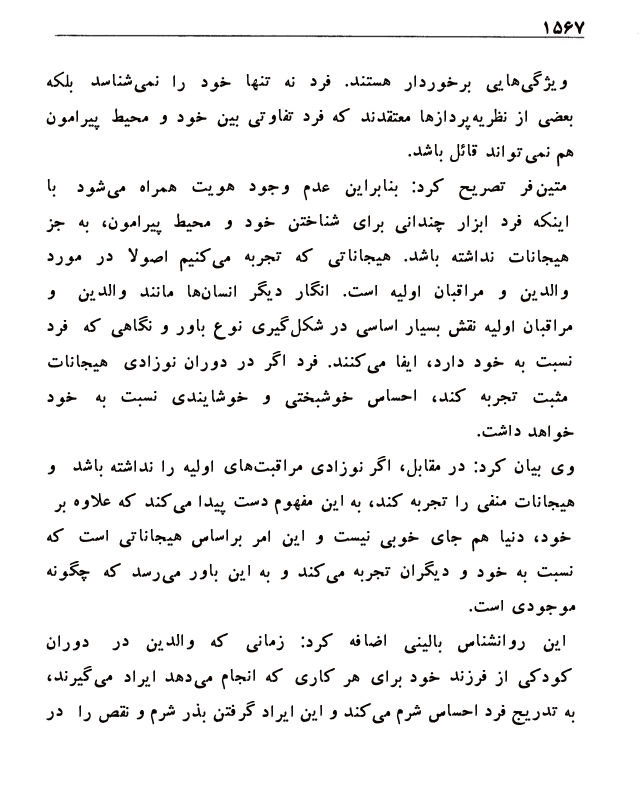 ۱۵۶۷
ویژگی‌هایی برخوردار هستند. فرد نه تنها خود را نمی‌شناسد بلکه
بعضی از نظریه‌پردازها معتقدند که فرد تفاوتی بین خود و محیط پیرامون
هم نمی‌تواند قائل باشد.
متین‌فر تصریح کرد: بنابراین عدم وجود هویت همراه می‌شود با
اینکه فرد ابزار چندانی برای شناختن خود و محیط پیرامون، به جز
هیجانات نداشته باشد. هیجاناتی که تجربه می‌کنیم اصولا در مورد
والدین و مراقبان اولیه است. انگار دیگر انسان‌ها مانند والدین و
مراقبان اولیه نقش بسیار اساسی در شکل‌گیری نوع باور و نگاهی که فرد
نسبت به خود دارد، ایفا می‌کنند. فرد اگر در دوران نوزادی هیجانات
مثبت تجربه کند، احساس خوشبختی و خوشایندی نسبت به خود
خواهد داشت.
وی بیان کرد: در مقابل، اگر نوزادی مراقبت‌های اولیه را نداشته باشد و
هیجانات منفی را تجربه کند، به این مفهوم دست پیدا می‌کند که علاوه بر
خود، دنیا هم جای خوبی نیست و این امر براساس هیجاناتی است که
نسبت به خود و دیگران تجربه می‌کند و به این باور می‌رسد که چگونه
موجودی است.
این روانشناس بالینی اضافه کرد: زمانی که والدین در دوران
کودکی از فرزند خود برای هر کاری که انجام می‌دهد ایراد می‌گیرند،
به تدریج فرد احساس شرم می‌کند و این ایراد گرفتن بذر شرم و نقص را در